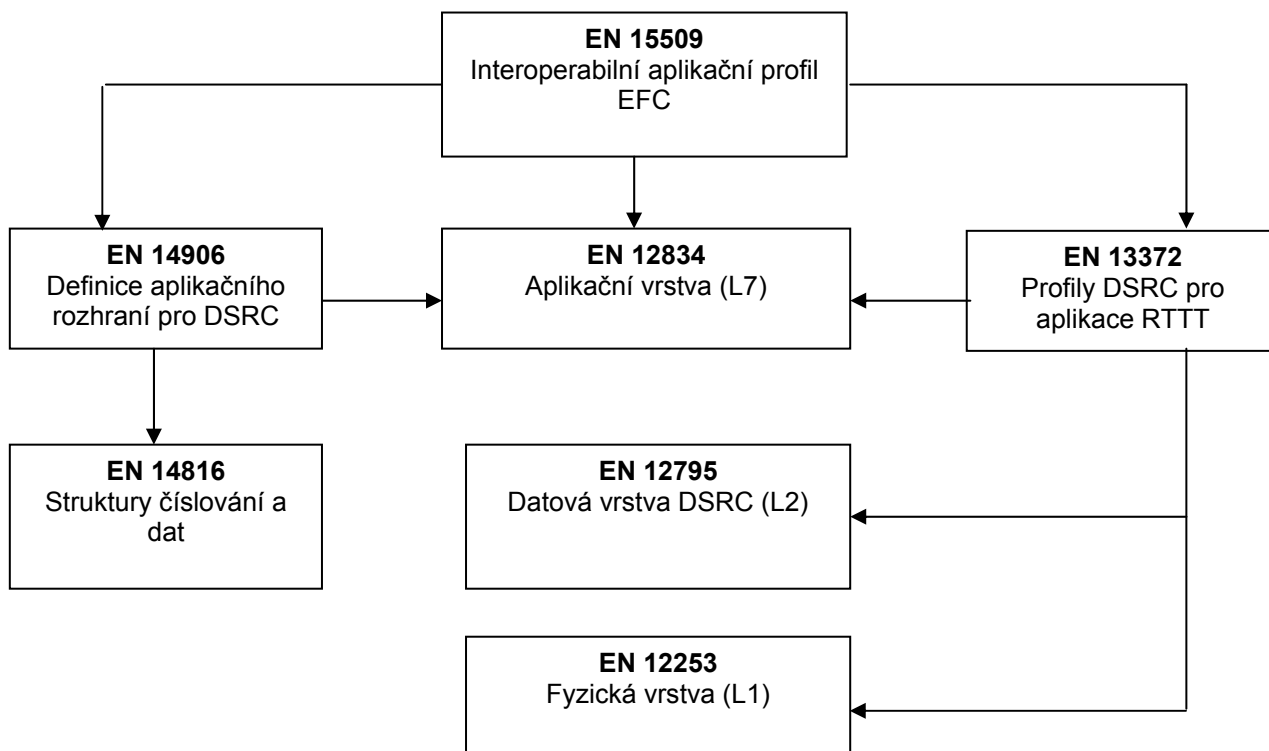 EN 15509
Interoperabilní aplikační profil
EFC
EN 14906
Definice aplikačního
rozhraní pro DSRC
EN 12834
Aplikační vrstva (L7)
EN 13372
Profily DSRC pro
aplikace RTTT
EN 14816
Struktury číslování a
dat
EN 12795
Datová vrstva DSRC (L2)
EN 12253
Fyzická vrstva (L1)